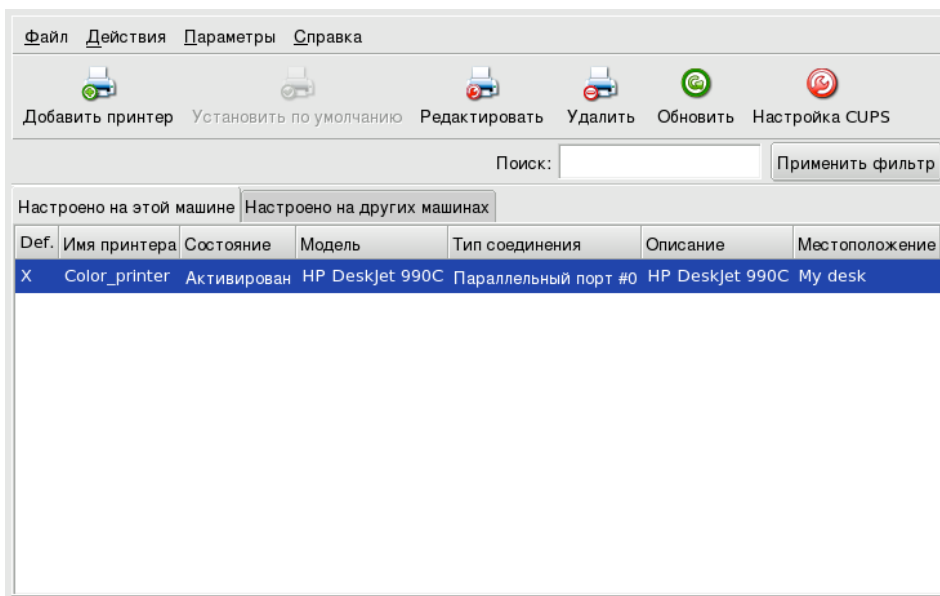 Файл Действия Параметры Справка
Добавить принтер Установить по умолчанию Редактировать Удалить Обновить Настройка CUPS
Поиск: Применить фильтр
Настроено на этой машине Настроено на других машинах
Def. Имя принтера Состояние Модель Тип соединения Описание Местоположение
X Color_printer Активирован HP DeskJet 990C Параллельный порт #0 HP DeskJet 990C My desk